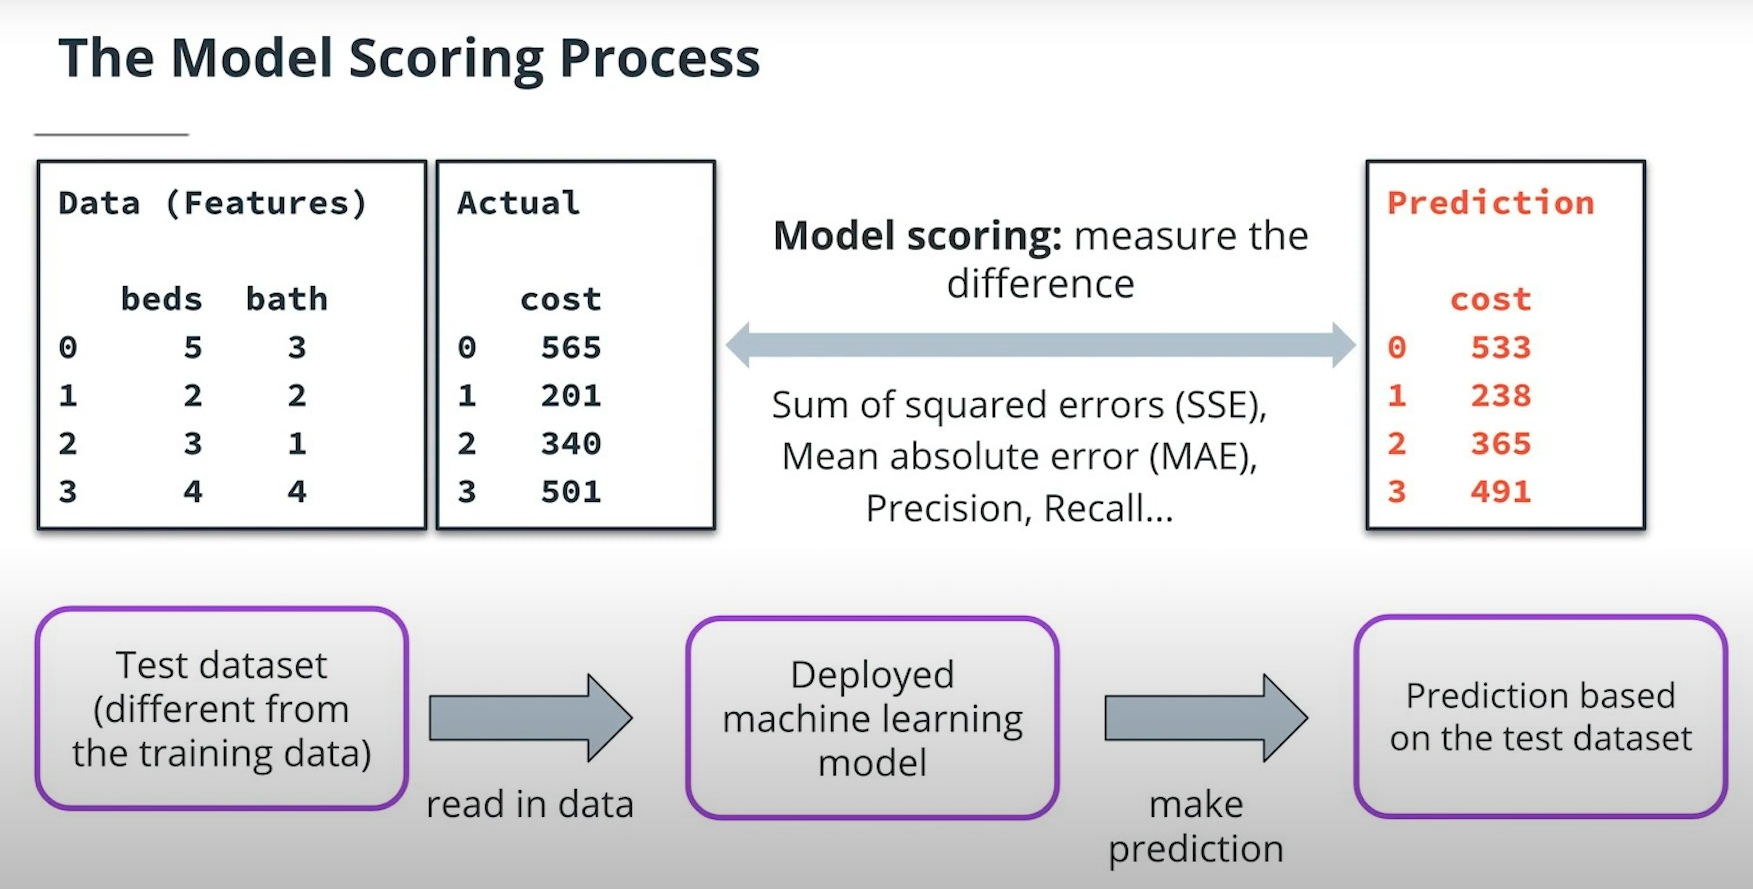 The Model Scoring Process
Data (Features)
beds bath
0 5 3
1 2 2
2 3 1
3 4 4
Actual
cost
0 565
1 201
2 340
3 501
Model scoring: measure the
difference
Sum of squared errors (SSE),
Mean absolute error (MAE),
Precision, Recall...
Prediction
cost
0 533
1 238
2 365
3 491
Test dataset
(different from
the training data)
read in data
Deployed
machine learning
model
make
prediction
Prediction based
on the test dataset